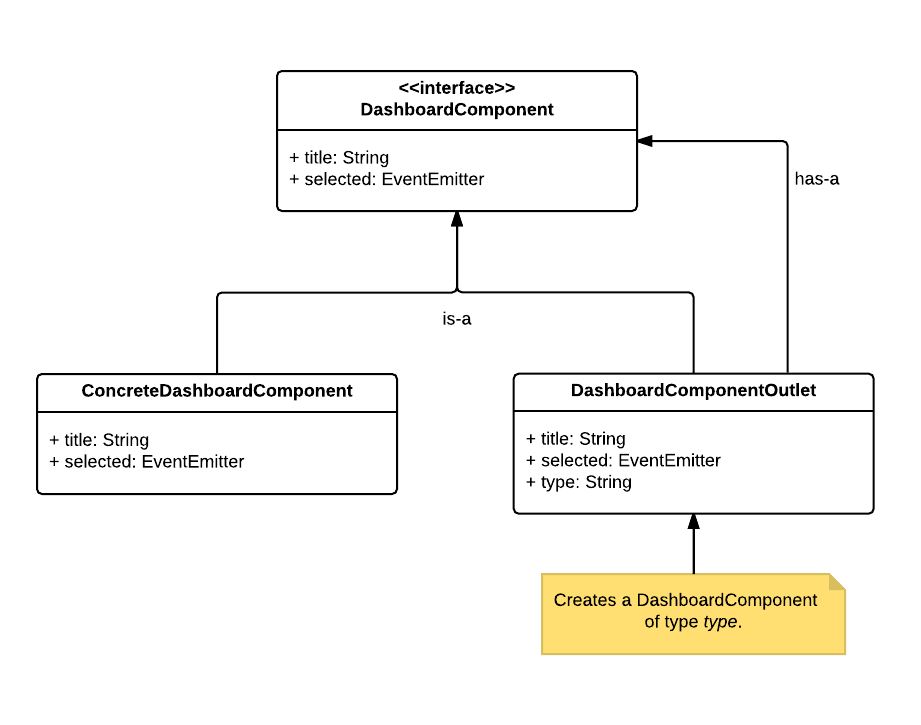 <<interface>>
DashboardComponent
+ title: String
+ selected: EventEmitter
has-a
is-a
ConcreteDashboardComponent
+ title: String
+ selected: EventEmitter
DashboardComponentOutlet
+ title: String
+ selected: EventEmitter
+ type: String
Creates a DashboardComponent
of type type.